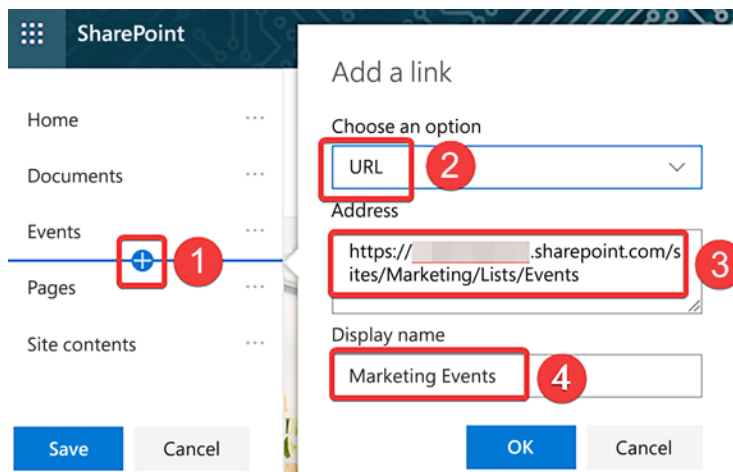 SharePoint
Home
Documents
Events
1
Pages
Site contents
Save
Cancel
Add a link
Choose an option
URL
2
Address
https:// .sharepoint.com/s
ites/Marketing/Lists/Events
3
Display name
Marketing Events
4
OK
Cancel